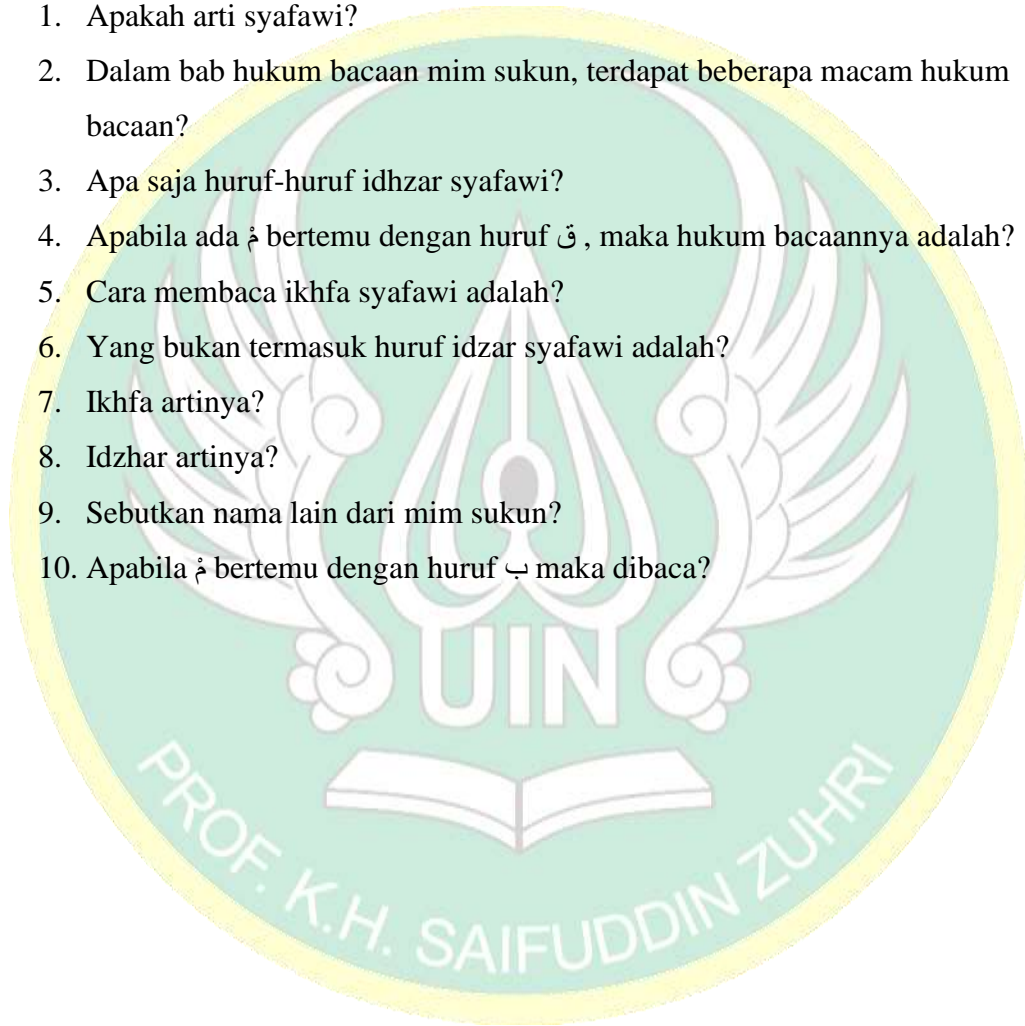 1. Apakah arti syafawi?
2. Dalam bab hukum bacaan mim sukun, terdapat beberapa macam hukum
bacaan?
3. Apa saja huruf-huruf idhzar syafawi?
4. Apabila ada مْ bertemu dengan huruf ق , maka hukum bacaannya adalah?
5. Cara membaca ikhfa syafawi adalah?
6. Yang bukan termasuk huruf idzar syafawi adalah?
7. Ikhfa artinya?
8. Idzhar artinya?
9. Sebutkan nama lain dari mim sukun?
10. Apabila مْ bertemu dengan huruf ب maka dibaca?
UIN
PROF. K.H. SAIFUDDIN ZUHRI